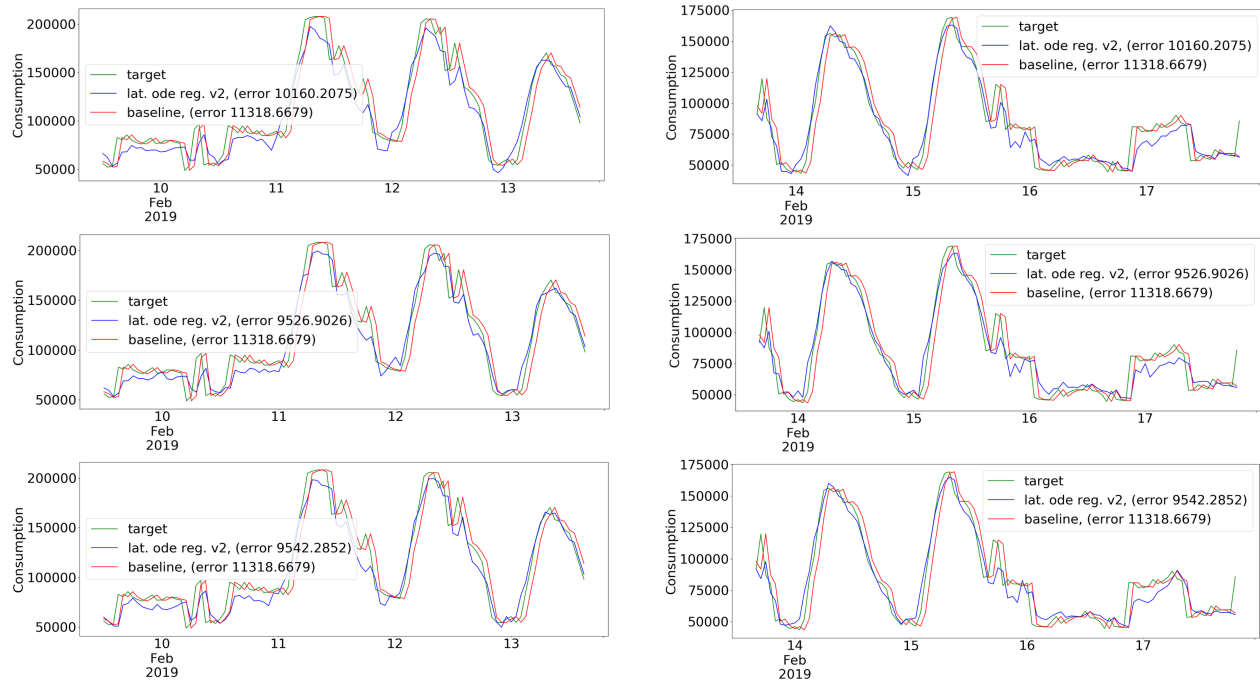 200000
150000
100000
50000
Consumption
target
lat. ode reg. v2, (error 10160.2075)
baseline, (error 11318.6679)
10
Feb
2019
11
12
13
175000
150000
125000
100000
75000
50000
Consumption
target
lat. ode reg. v2, (error 10160.2075)
baseline, (error 11318.6679)
14
Feb
2019
15
16
17
200000
150000
100000
50000
Consumption
target
lat. ode reg. v2, (error 9526.9026)
baseline, (error 11318.6679)
10
Feb
2019
11
12
13
175000
150000
125000
100000
75000
50000
Consumption
target
lat. ode reg. v2, (error 9526.9026)
baseline, (error 11318.6679)
14
Feb
2019
15
16
17
200000
150000
100000
50000
Consumption
target
lat. ode reg. v2, (error 9542.2852)
baseline, (error 11318.6679)
10
Feb
2019
11
12
13
175000
150000
125000
100000
75000
50000
Consumption
target
lat. ode reg. v2, (error 9542.2852)
baseline, (error 11318.6679)
14
Feb
2019
15
16
17